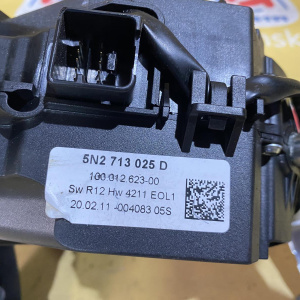 5N2 713 025 D
100.012.623-00
Sw R12 Hw 4211 EOL1
20.02.11 -004083 05S